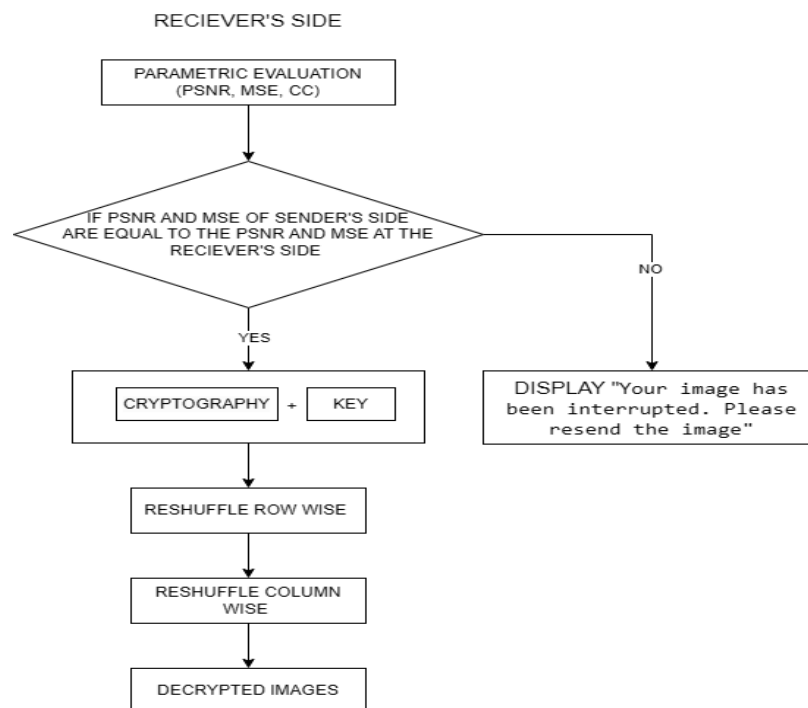 RECIEVER'S SIDE
PARAMETRIC EVALUATION
(PSNR, MSE, CC)
IF PSNR AND MSE OF SENDER'S SIDE
ARE EQUAL TO THE PSNR AND MSE AT THE
RECIEVER'S SIDE
NO
YES
CRYPTOGRAPHY + KEY
DISPLAY "Your image has
been interrupted. Please
resend the image"
RESHUFFLE ROW WISE
RESHUFFLE COLUMN
WISE
DECRYPTED IMAGES